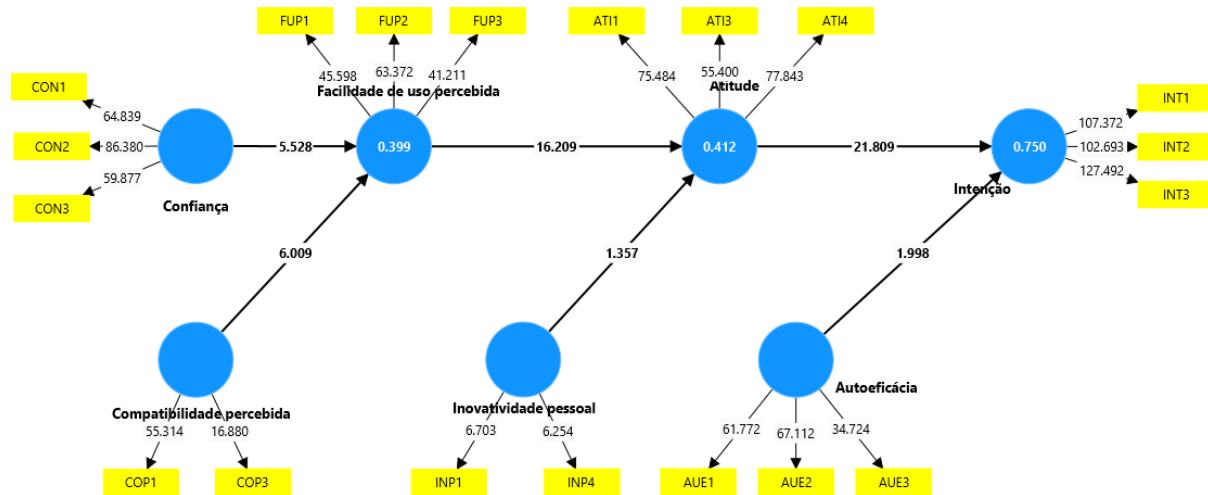 FUP1
FUP2
FUP3
ATI1
ATI3
ATI4
45.598
63.372
41.211
75.484
55.400
77.843
Facilidade de uso percebida
Atitude
CON1
CON2
CON3
64.839
86.380
59.877
Confiança
5.528
0.399
16.209
0.412
21.809
0.750
Intenção
107.372
102.693
127.492
INT1
INT2
INT3
6.009
1.357
1.998
Compatibilidade percebida
55.314
16.880
COP1
COP3
Inovatividade pessoal
6.703
6.254
INP1
INP4
Autoeficácia
61.772
67.112
34.724
AUE1
AUE2
AUE3